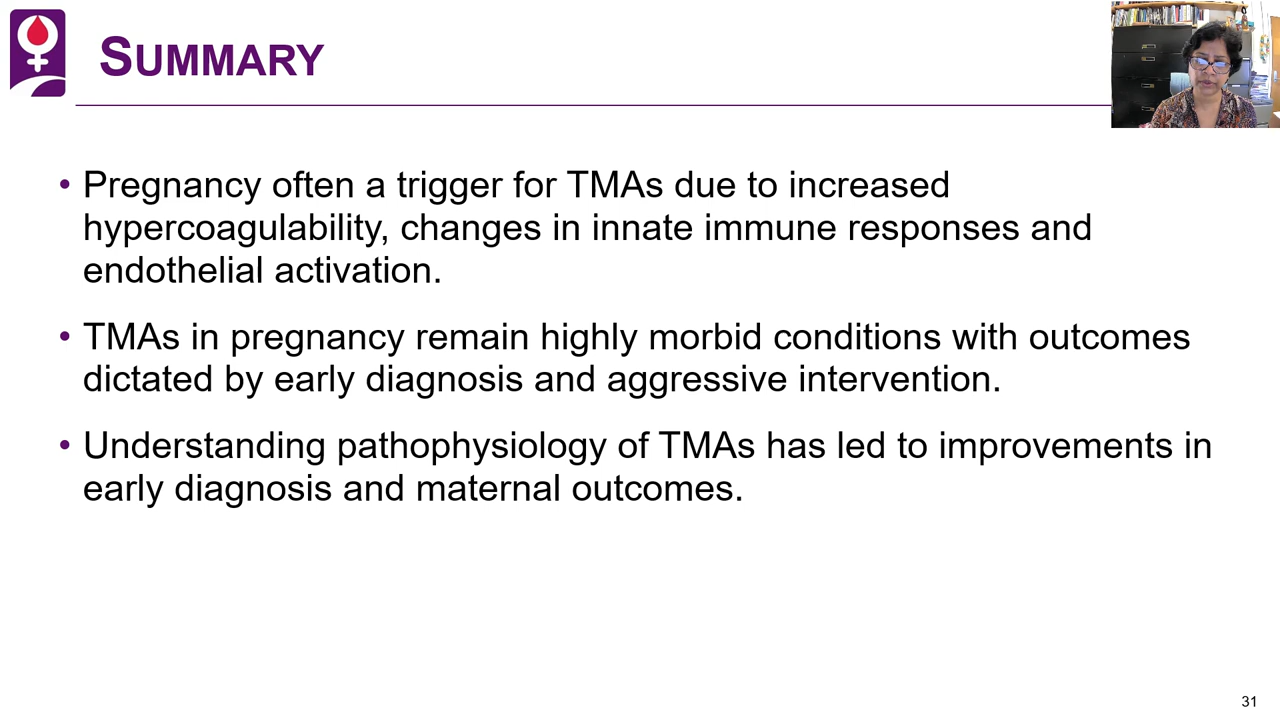 SUMMARY
• Pregnancy often a trigger for TMAs due to increased
hypercoagulability, changes in innate immune responses and
endothelial activation.
• TMAs in pregnancy remain highly morbid conditions with outcomes
dictated by early diagnosis and aggressive intervention.
• Understanding pathophysiology of TMAs has led to improvements in
early diagnosis and maternal outcomes.
31